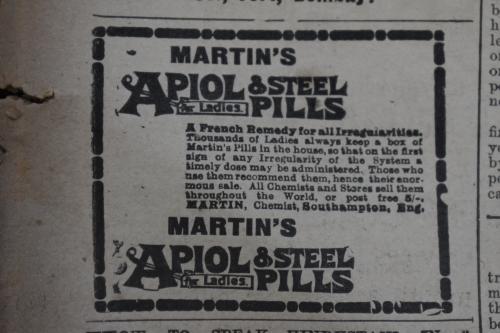 MARTIN'S
APIOL & STEEL
for Ladies. PILLS
A French Remedy for all Irregularities.
Thousands of Ladies always keep a box of
Martin's Pills in the house, so that on the first
sign of any Irregularity of the System a
timely dose may be administered. Those who
use them recommend them, hence their enor-
mous sale. All Chemists and Stores sell them
throughout the World, or post free 5/-.
MARTIN, Chemist, Southampton, Eng.
MARTIN'S
APIOL & STEEL
for Ladies. PILLS